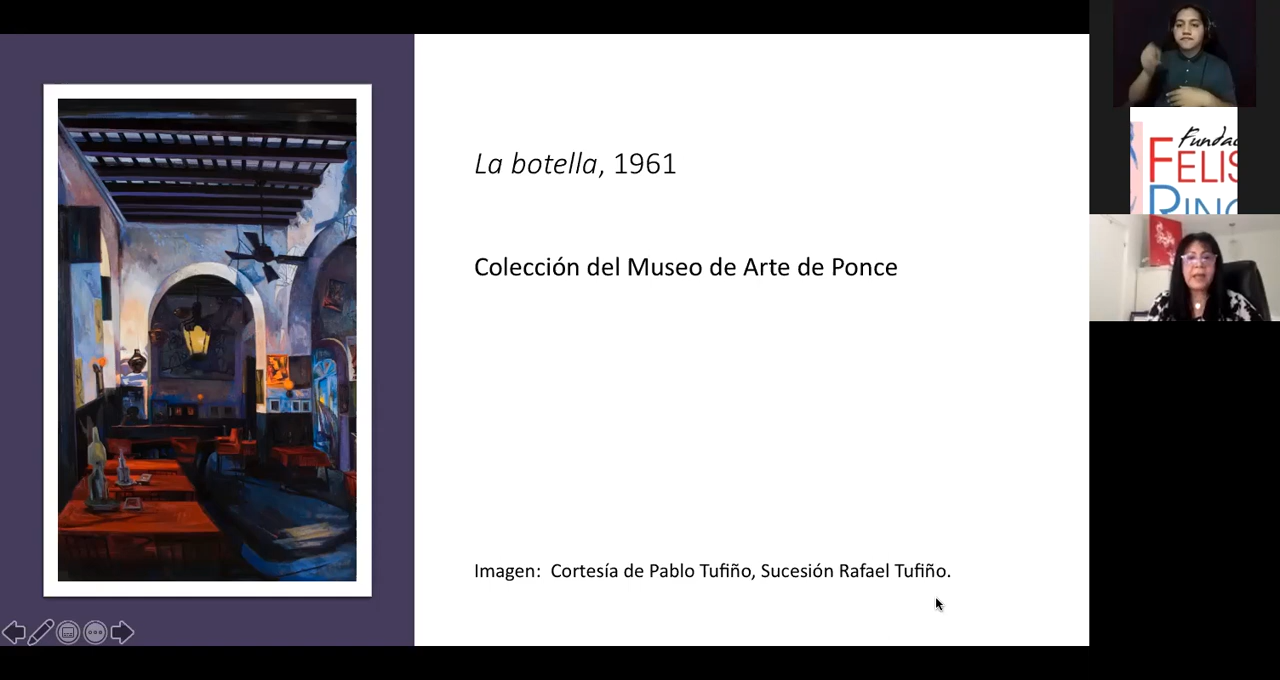 La botella, 1961
Colección del Museo de Arte de Ponce
Imagen: Cortesía de Pablo Tufiño, Sucesión Rafael Tufiño.
Fundac
FELIS
RINC